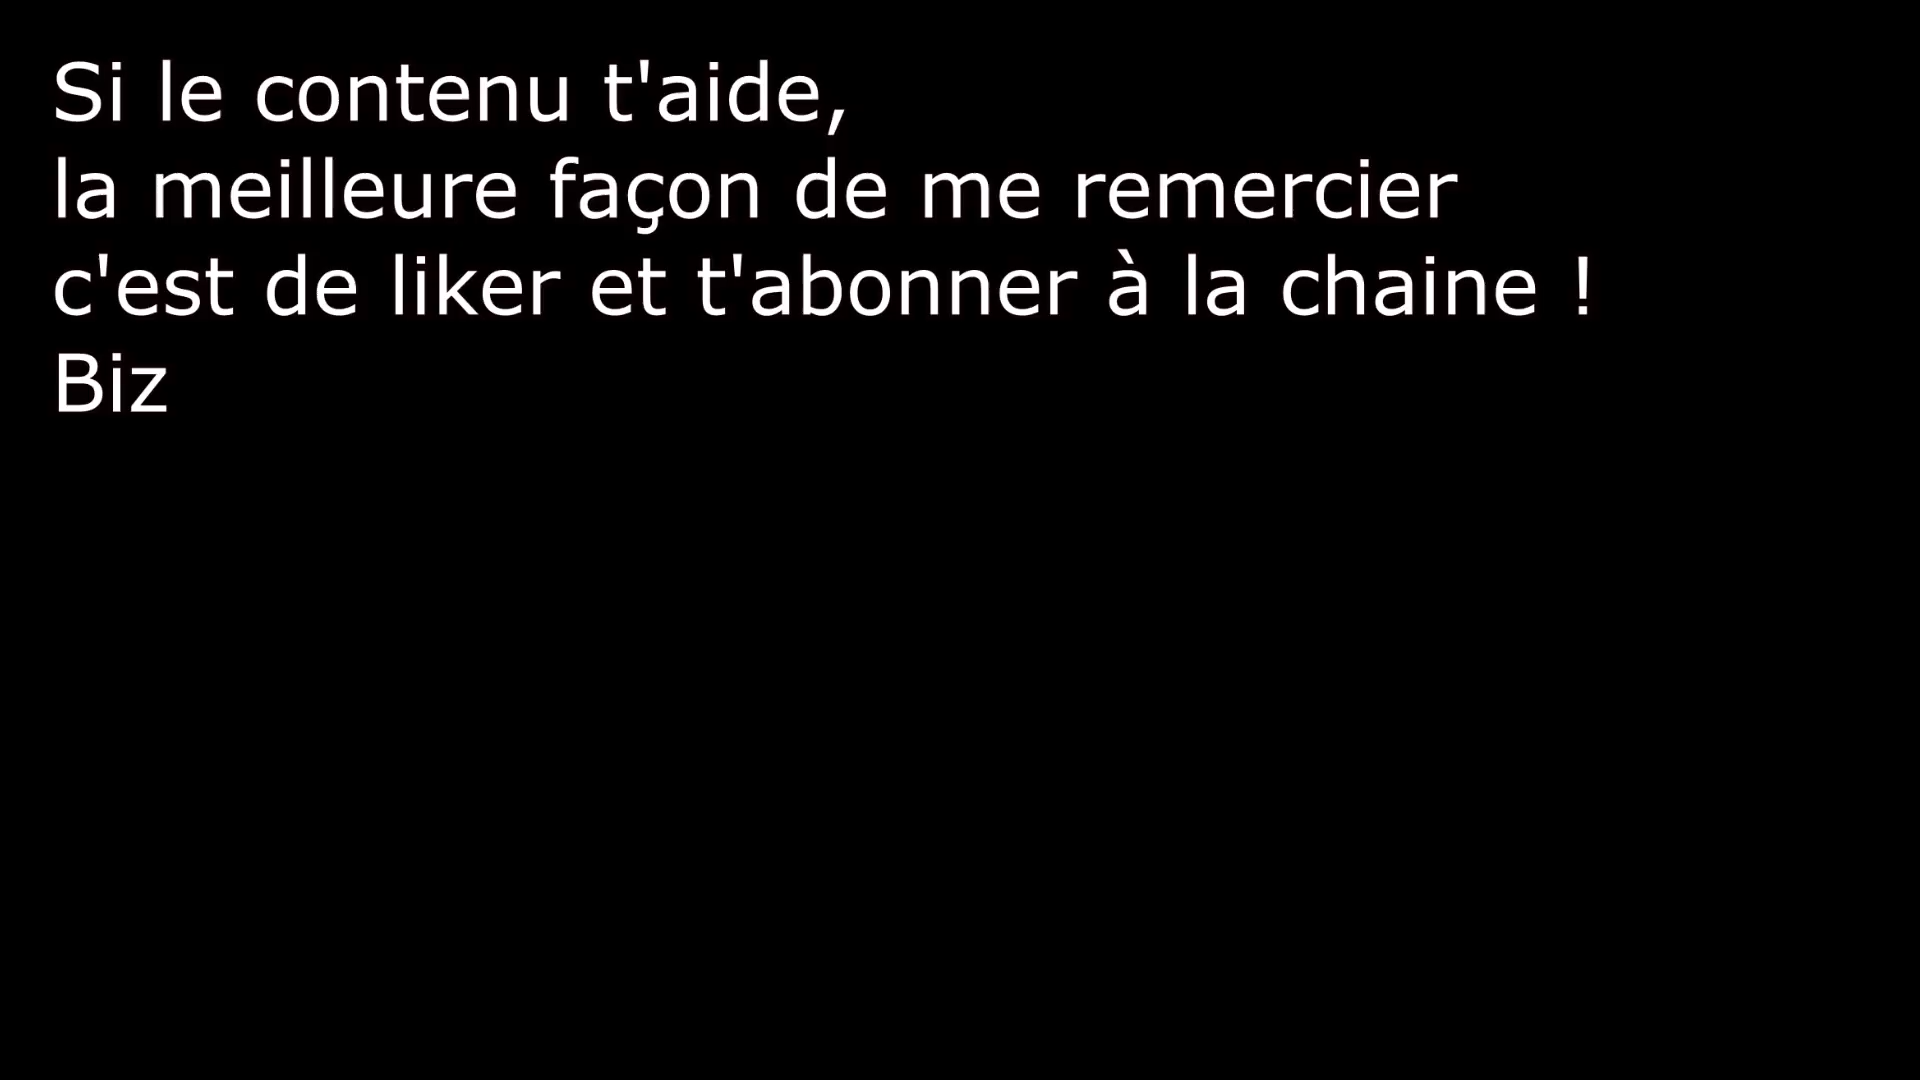 Si le contenu t'aide,
la meilleure façon de me remercier
c'est de liker et t'abonner à la chaine !
Biz